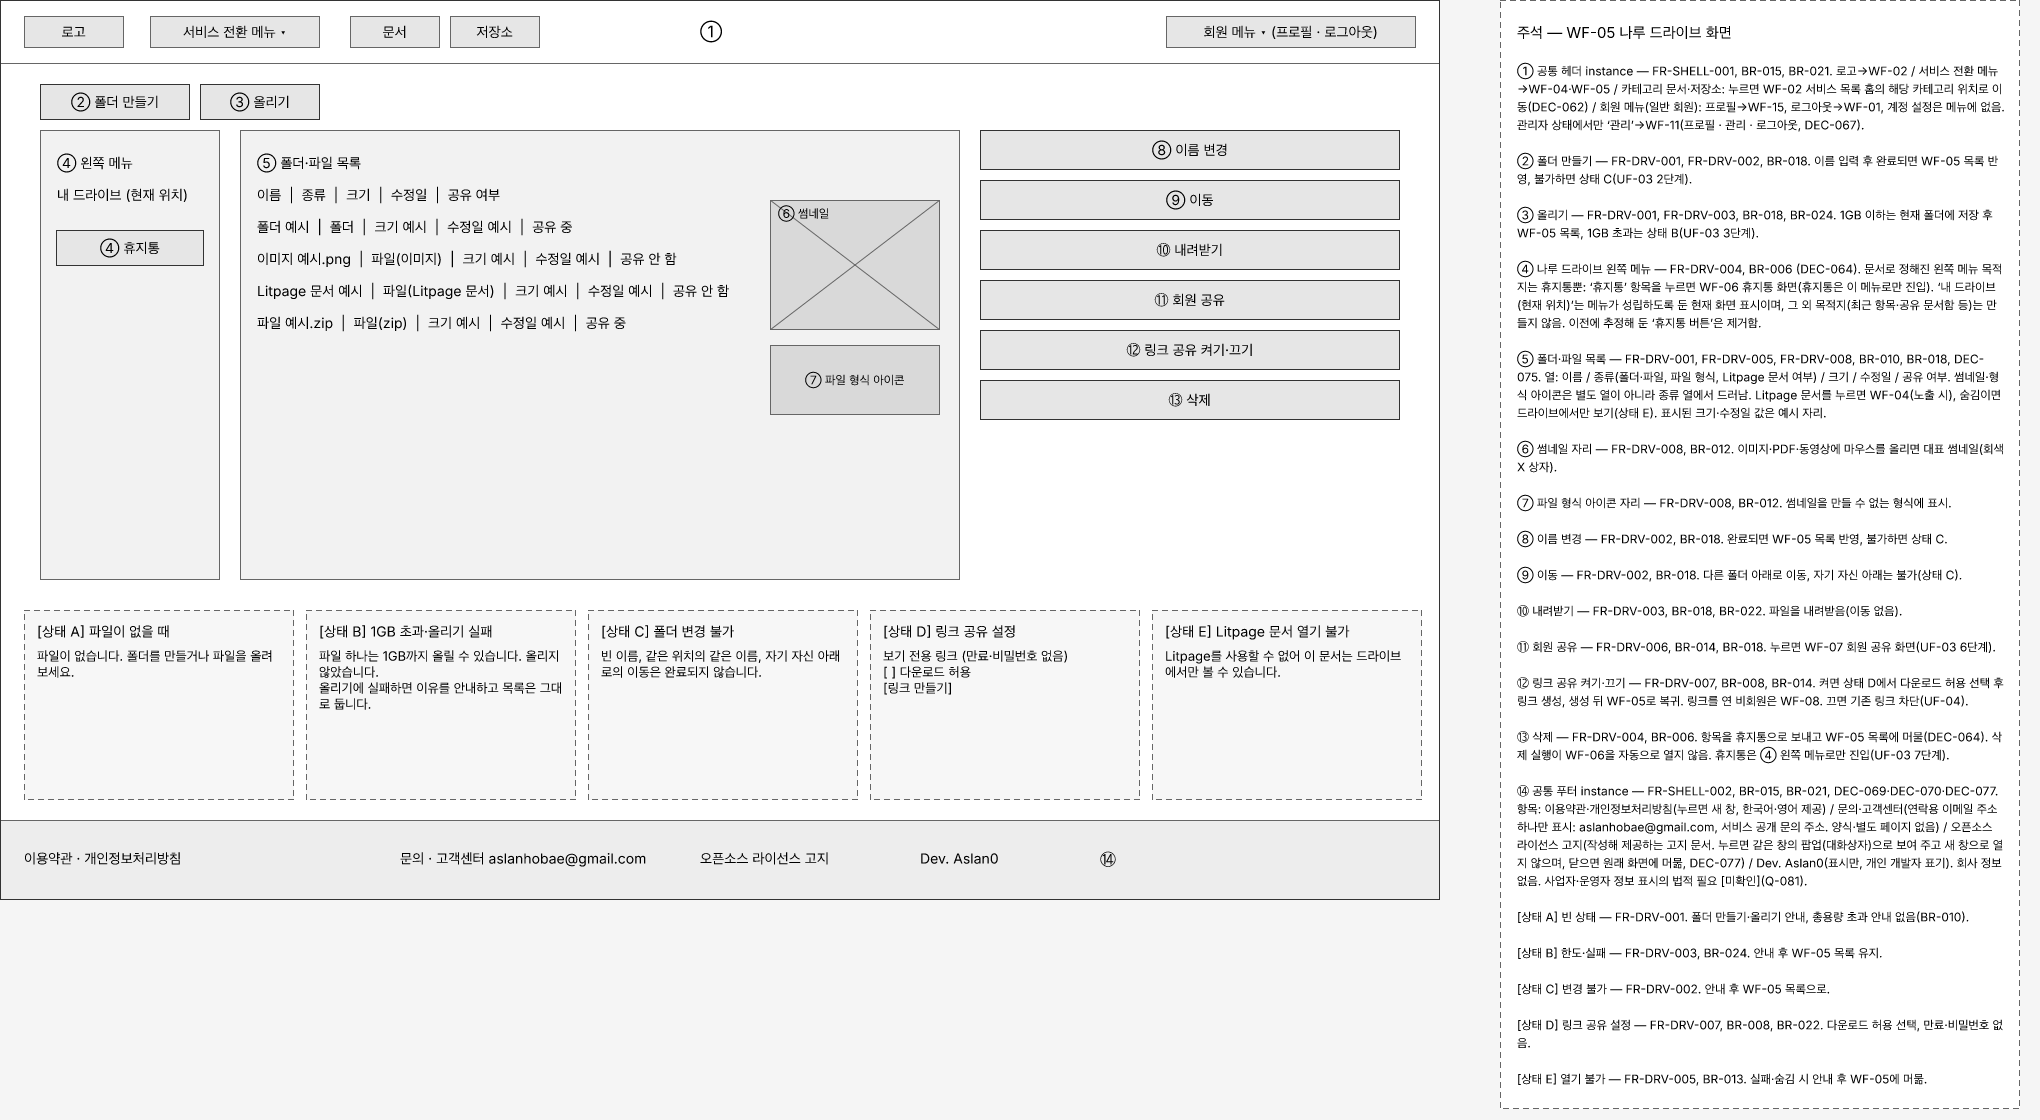 로고
서비스 전환 메뉴 ▾
문서
저장소
①
회원 메뉴 ▾ (프로필 · 로그아웃)
② 폴더 만들기
③ 올리기
④ 왼쪽 메뉴
내 드라이브 (현재 위치)
④ 휴지통
⑤ 폴더·파일 목록
이름 │ 종류 │ 크기 │ 수정일 │ 공유 여부
폴더 예시 │ 폴더 │ 크기 예시 │ 수정일 예시 │ 공유 중
이미지 예시.png │ 파일(이미지) │ 크기 예시 │ 수정일 예시 │ 공유 안 함
Litpage 문서 예시 │ 파일(Litpage 문서) │ 크기 예시 │ 수정일 예시 │ 공유 안 함
파일 예시.zip │ 파일(zip) │ 크기 예시 │ 수정일 예시 │ 공유 중
⑥ 썸네일
⑦ 파일 형식 아이콘
⑧ 이름 변경
⑨ 이동
⑩ 내려받기
⑪ 회원 공유
⑫ 링크 공유 켜기·끄기
⑬ 삭제
[상태 A] 파일이 없을 때
파일이 없습니다. 폴더를 만들거나 파일을 올려
보세요.
[상태 B] 1GB 초과·올리기 실패
파일 하나는 1GB까지 올릴 수 있습니다. 올리지
않았습니다.
올리기에 실패하면 이유를 안내하고 목록은 그대
로 둡니다.
[상태 C] 폴더 변경 불가
빈 이름, 같은 위치의 같은 이름, 자기 자신 아래
로의 이동은 완료되지 않습니다.
[상태 D] 링크 공유 설정
보기 전용 링크 (만료·비밀번호 없음)
[ ] 다운로드 허용
[링크 만들기]
[상태 E] Litpage 문서 열기 불가
Litpage를 사용할 수 없어 이 문서는 드라이브
에서만 볼 수 있습니다.
이용약관 · 개인정보처리방침
문의 · 고객센터 aslanhobae@gmail.com
오픈소스 라이선스 고지
Dev. Aslan0
⑭
주석 — WF-05 나루 드라이브 화면
① 공통 헤더 instance — FR-SHELL-001, BR-015, BR-021. 로고→WF-02 / 서비스 전환 메뉴
→WF-04·WF-05 / 카테고리 문서·저장소: 누르면 WF-02 서비스 목록 홈의 해당 카테고리 위치로 이
동(DEC-062) / 회원 메뉴(일반 회원): 프로필→WF-15, 로그아웃→WF-01, 계정 설정은 메뉴에 없음.
관리자 상태에서만 ‘관리’→WF-11(프로필 · 관리 · 로그아웃, DEC-067).
② 폴더 만들기 — FR-DRV-001, FR-DRV-002, BR-018. 이름 입력 후 완료되면 WF-05 목록 반
영, 불가하면 상태 C(UF-03 2단계).
③ 올리기 — FR-DRV-001, FR-DRV-003, BR-018, BR-024. 1GB 이하는 현재 폴더에 저장 후
WF-05 목록, 1GB 초과는 상태 B(UF-03 3단계).
④ 나루 드라이브 왼쪽 메뉴 — FR-DRV-004, BR-006 (DEC-064). 문서로 정해진 왼쪽 메뉴 목적
지는 휴지통뿐: ‘휴지통’ 항목을 누르면 WF-06 휴지통 화면(휴지통은 이 메뉴로만 진입). ‘내 드라이브
(현재 위치)’는 메뉴가 성립하도록 둔 현재 화면 표시이며, 그 외 목적지(최근 항목·공유 문서함 등)는 만
들지 않음. 이전에 추정해 둔 ‘휴지통 버튼’은 제거함.
⑤ 폴더·파일 목록 — FR-DRV-001, FR-DRV-005, FR-DRV-008, BR-010, BR-018, DEC-
075. 열: 이름 / 종류(폴더·파일, 파일 형식, Litpage 문서 여부) / 크기 / 수정일 / 공유 여부. 썸네일·형
식 아이콘은 별도 열이 아니라 종류 열에서 드러남. Litpage 문서를 누르면 WF-04(노출 시), 숨김이면
드라이브에서만 보기(상태 E). 표시된 크기·수정일 값은 예시 자리.
⑥ 썸네일 자리 — FR-DRV-008, BR-012. 이미지·PDF·동영상에 마우스를 올리면 대표 썸네일(회색
X 상자).
⑦ 파일 형식 아이콘 자리 — FR-DRV-008, BR-012. 썸네일을 만들 수 없는 형식에 표시.
⑧ 이름 변경 — FR-DRV-002, BR-018. 완료되면 WF-05 목록 반영, 불가하면 상태 C.
⑨ 이동 — FR-DRV-002, BR-018. 다른 폴더 아래로 이동, 자기 자신 아래는 불가(상태 C).
⑩ 내려받기 — FR-DRV-003, BR-018, BR-022. 파일을 내려받음(이동 없음).
⑪ 회원 공유 — FR-DRV-006, BR-014, BR-018. 누르면 WF-07 회원 공유 화면(UF-03 6단계).
⑫ 링크 공유 켜기·끄기 — FR-DRV-007, BR-008, BR-014. 켜면 상태 D에서 다운로드 허용 선택 후
링크 생성, 생성 뒤 WF-05로 복귀. 링크를 연 비회원은 WF-08. 끄면 기존 링크 차단(UF-04).
⑬ 삭제 — FR-DRV-004, BR-006. 항목을 휴지통으로 보내고 WF-05 목록에 머묾(DEC-064). 삭
제 실행이 WF-06을 자동으로 열지 않음. 휴지통은 ④ 왼쪽 메뉴로만 진입(UF-03 7단계).
⑭ 공통 푸터 instance — FR-SHELL-002, BR-015, BR-021, DEC-069·DEC-070·DEC-077.
항목: 이용약관·개인정보처리방침(누르면 새 창, 한국어·영어 제공) / 문의·고객센터(연락용 이메일 주소
하나만 표시: aslanhobae@gmail.com, 서비스 공개 문의 주소. 양식·별도 페이지 없음) / 오픈소스
라이선스 고지(작성해 제공하는 고지 문서. 누르면 같은 창의 팝업(대화상자)으로 보여 주고 새 창으로 열
지 않으며, 닫으면 원래 화면에 머묾, DEC-077) / Dev. Aslan0(표시만, 개인 개발자 표기). 회사 정보
없음. 사업자·운영자 정보 표시의 법적 필요 [미확인](Q-081).
[상태 A] 빈 상태 — FR-DRV-001. 폴더 만들기·올리기 안내, 총용량 초과 안내 없음(BR-010).
[상태 B] 한도·실패 — FR-DRV-003, BR-024. 안내 후 WF-05 목록 유지.
[상태 C] 변경 불가 — FR-DRV-002. 안내 후 WF-05 목록으로.
[상태 D] 링크 공유 설정 — FR-DRV-007, BR-008, BR-022. 다운로드 허용 선택, 만료·비밀번호 없
음.
[상태 E] 열기 불가 — FR-DRV-005, BR-013. 실패·숨김 시 안내 후 WF-05에 머묾.